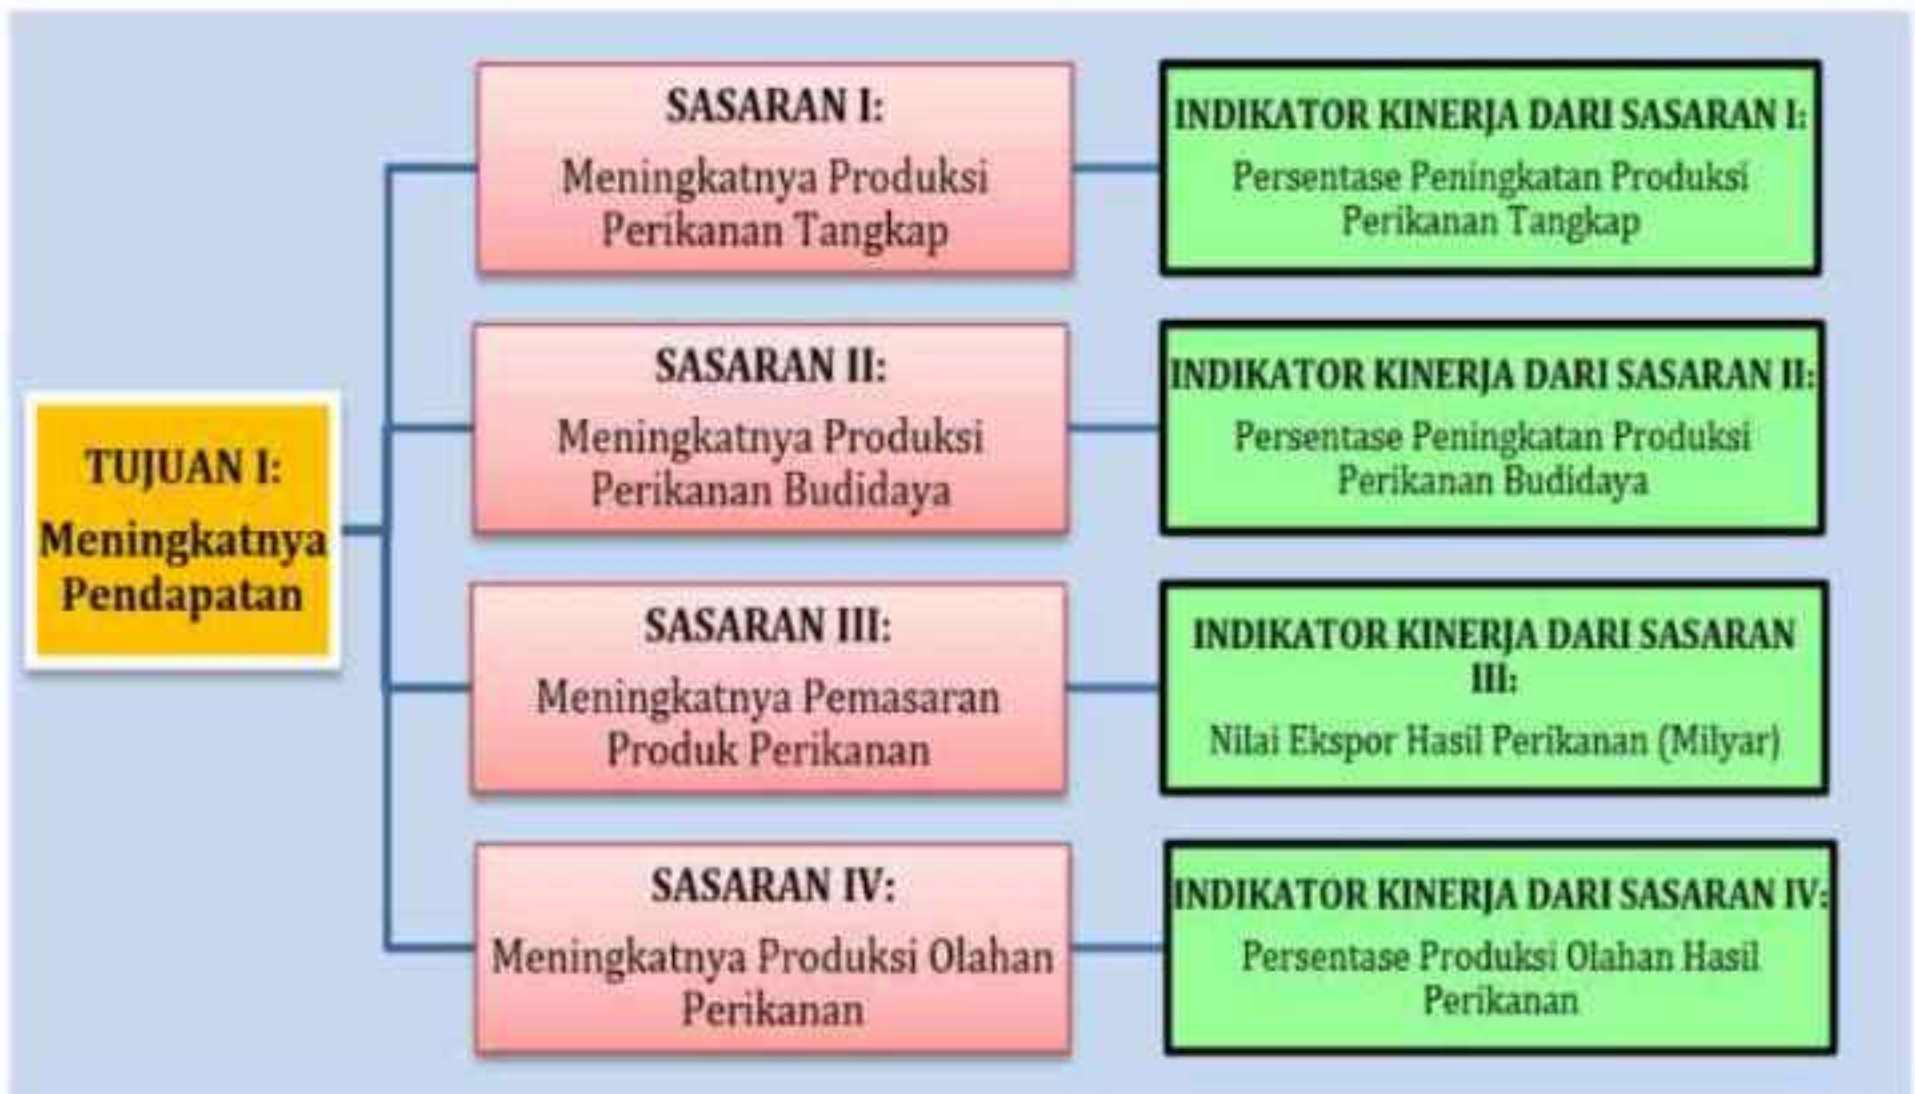 TUJUAN I:
Meningkatnya
Pendapatan
SASARAN I:
Meningkatnya Produksi
Perikanan Tangkap
INDIKATOR KINERJA DARI SASARAN I:
Persentase Peningkatan Produksi
Perikanan Tangkap
SASARAN II:
Meningkatnya Produksi
Perikanan Budidaya
INDIKATOR KINERJA DARI SASARAN II:
Persentase Peningkatan Produksi
Perikanan Budidaya
SASARAN III:
Meningkatnya Pemasaran
Produk Perikanan
INDIKATOR KINERJA DARI SASARAN
III:
Nilai Ekspor Hasil Perikanan (Milyar)
SASARAN IV:
Meningkatnya Produksi Olahan
Perikanan
INDIKATOR KINERJA DARI SASARAN IV:
Persentase Produksi Olahan Hasil
Perikanan